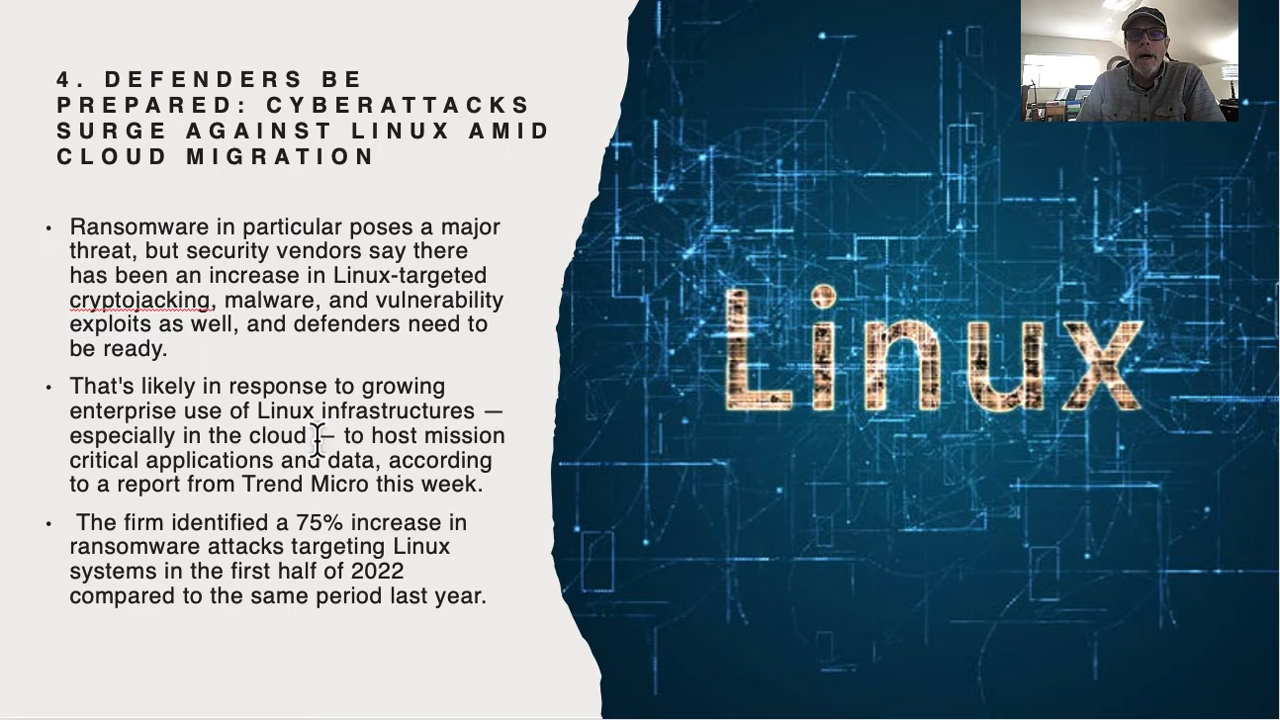 4. DEFENDERS BE
PREPARED: CYBERATTACKS
SURGE AGAINST LINUX AMID
CLOUD MIGRATION
• Ransomware in particular poses a major
threat, but security vendors say there
has been an increase in Linux-targeted
cryptojacking, malware, and vulnerability
exploits as well, and defenders need to
be ready.
• That's likely in response to growing
enterprise use of Linux infrastructures —
especially in the cloud — to host mission
critical applications and data, according
to a report from Trend Micro this week.
• The firm identified a 75% increase in
ransomware attacks targeting Linux
systems in the first half of 2022
compared to the same period last year.
Linux